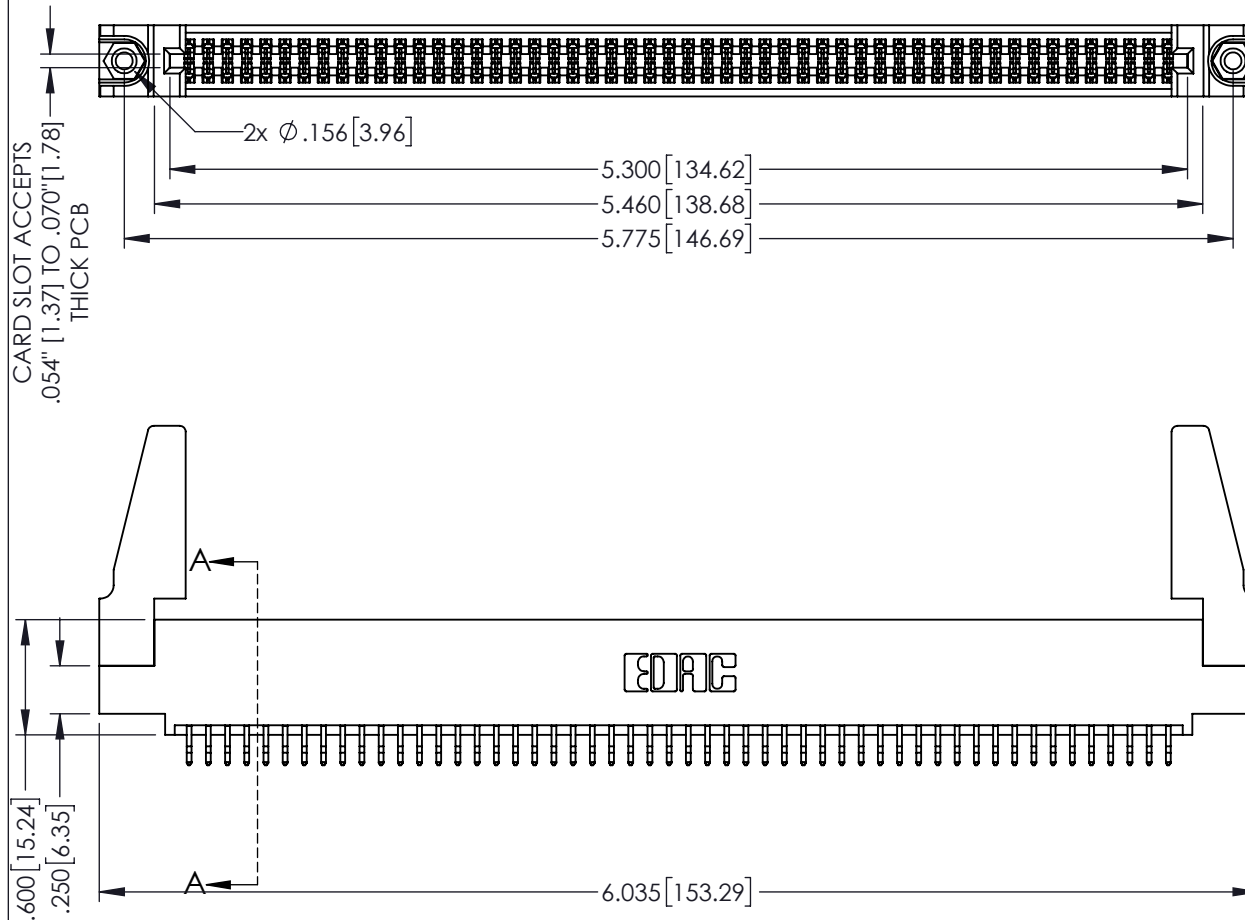 2x ∅ .156[3.96]
5.300[134.62]
5.460[138.68]
5.775[146.69]
CARD SLOT ACCEPTS
.054" [1.37] TO .070"[1.78]
THICK PCB
A
EDAC
.600[15.24]
.250[6.35]
A
6.035[153.29]